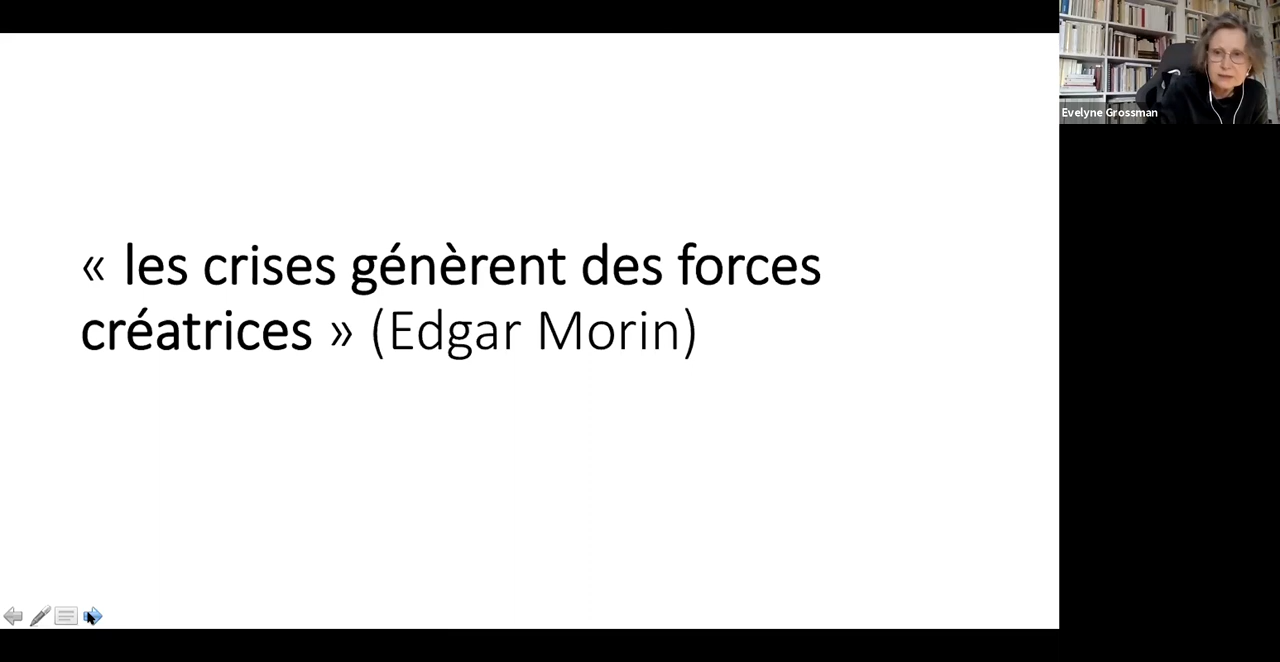 « les crises génèrent des forces
créatrices » (Edgar Morin)
Evelyne Grossman